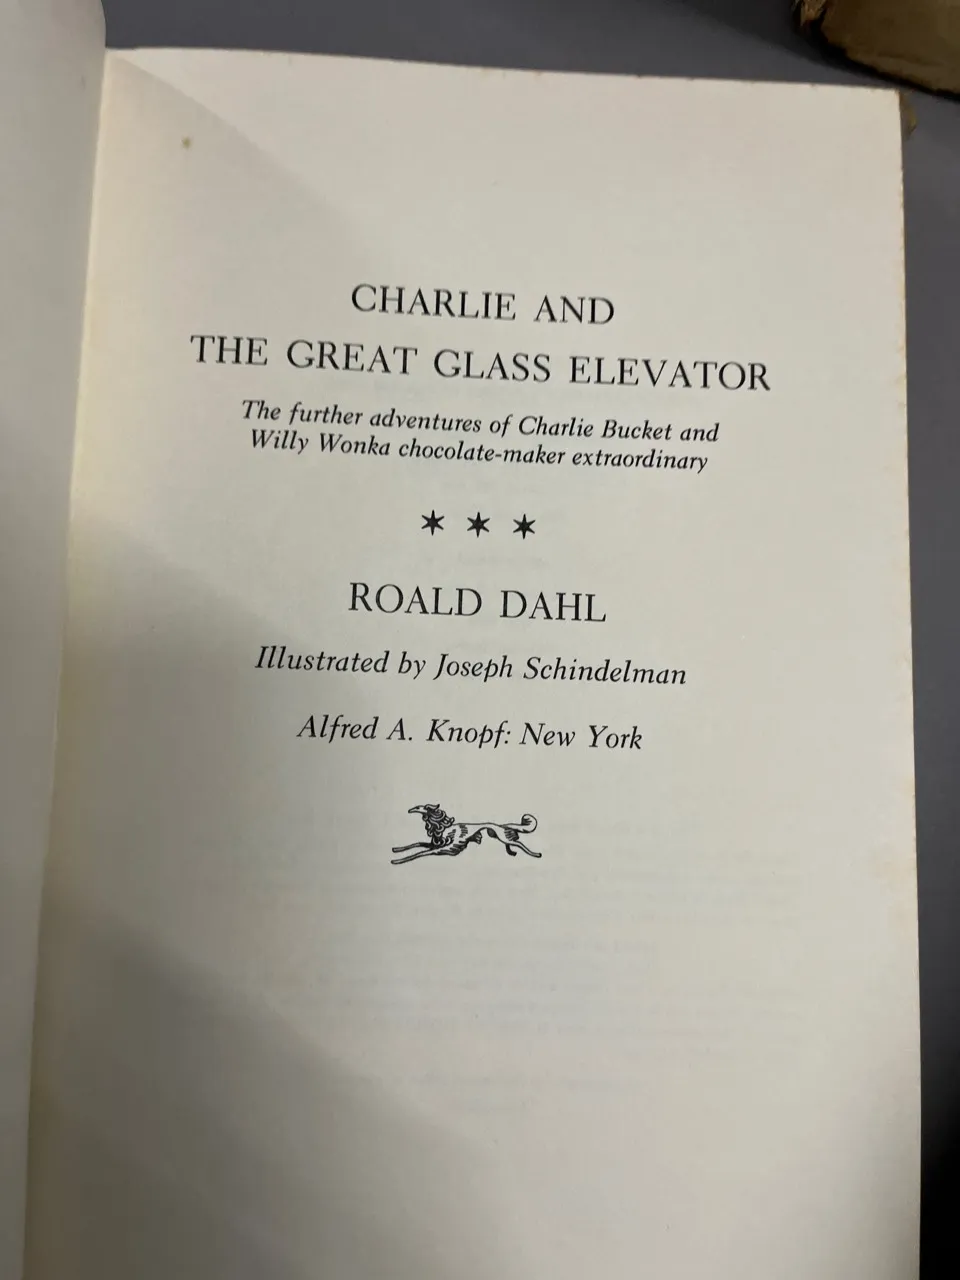 CHARLIE AND
THE GREAT GLASS ELEVATOR
The further adventures of Charlie Bucket and
Willy Wonka chocolate-maker extraordinary
✶ ✶ ✶
ROALD DAHL
Illustrated by Joseph Schindelman
Alfred A. Knopf: New York